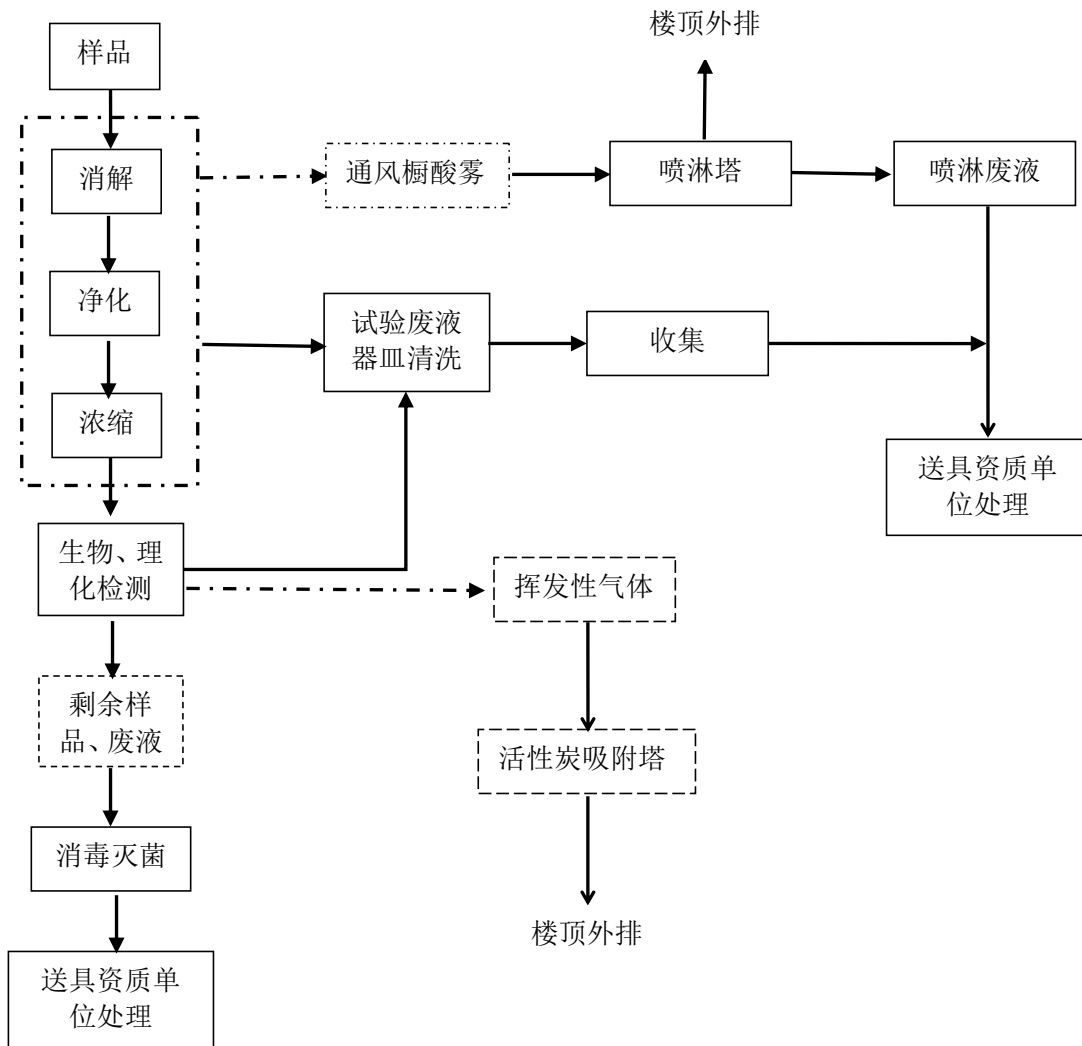 楼顶外排
样品
消解
通风橱酸雾
喷淋塔
喷淋废液
净化
试验废液
器皿清洗
收集
浓缩
送具资质单
位处理
生物、理
化检测
挥发性气体
剩余样
品、废液
活性炭吸附塔
消毒灭菌
楼顶外排
送具资质单
位处理